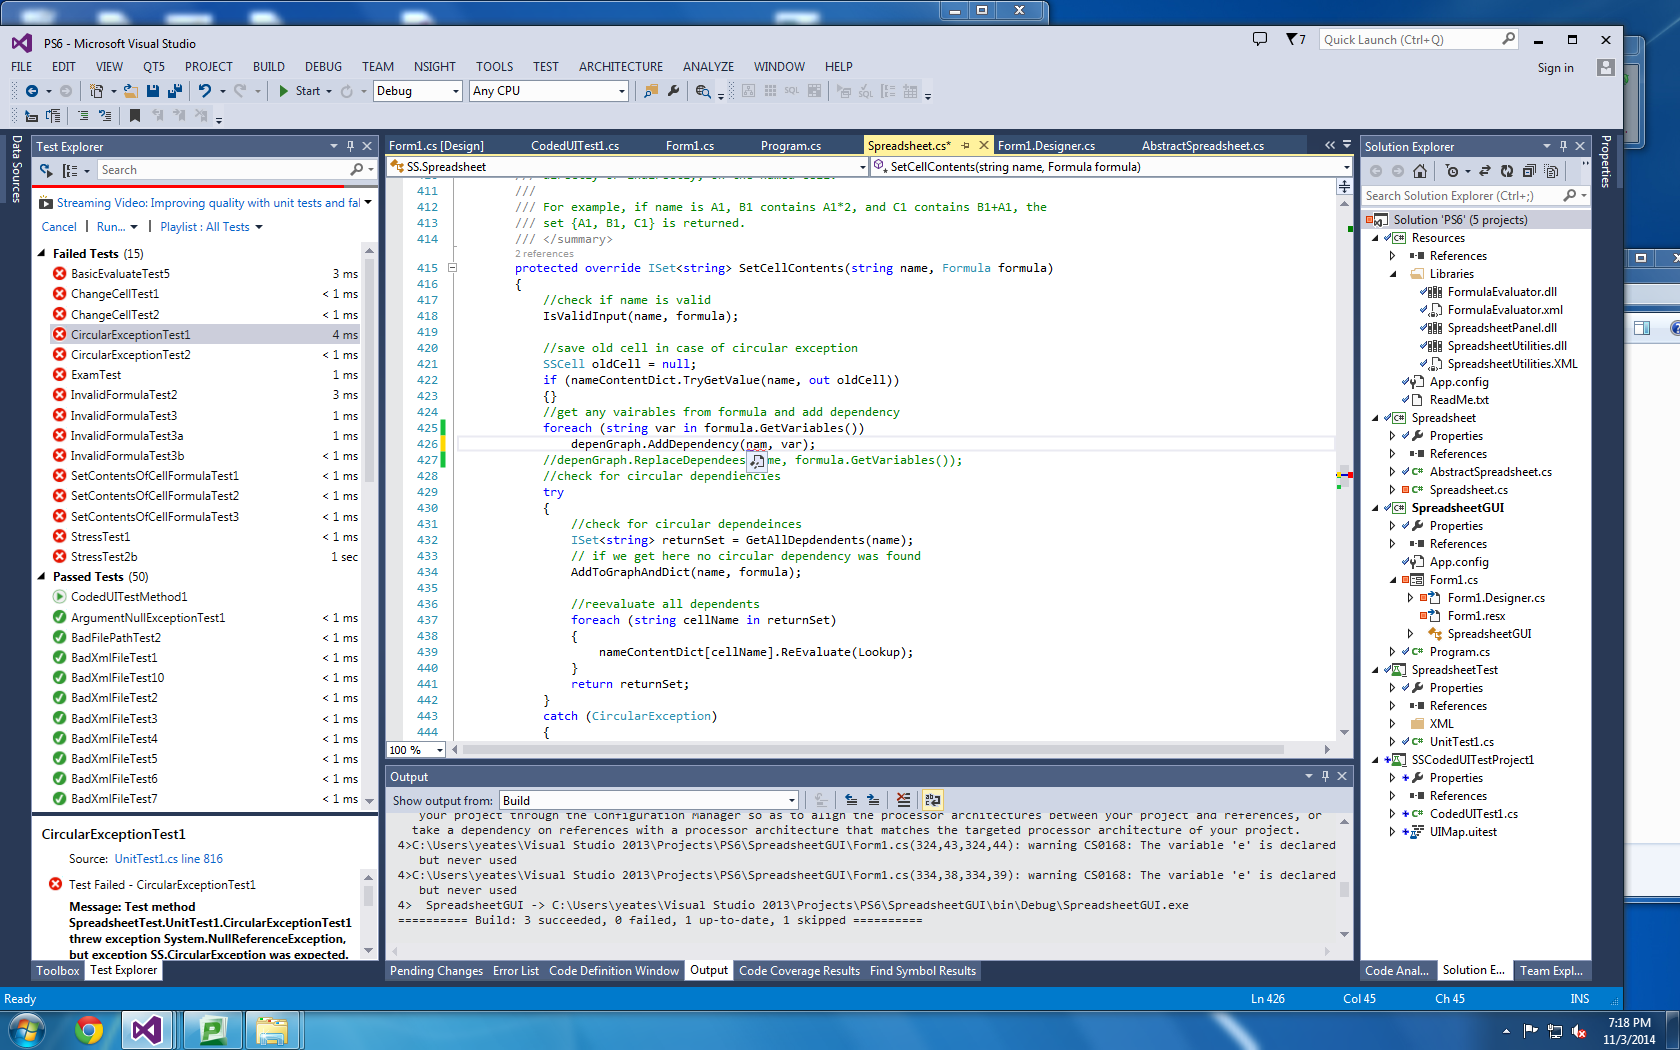 PS6 - Microsoft Visual Studio
7
Quick Launch (Ctrl+Q)
FILE EDIT VIEW QT5 PROJECT BUILD DEBUG TEAM NSIGHT TOOLS TEST ARCHITECTURE ANALYZE WINDOW HELP
Sign in
Start Debug Any CPU
Data Sources
Test Explorer
Search
Streaming Video: Improving quality with unit tests and fal
Cancel Run... Playlist : All Tests
Failed Tests (15)
BasicEvaluateTest5 3 ms
ChangeCellTest1 < 1 ms
ChangeCellTest2 < 1 ms
CircularExceptionTest1 4 ms
CircularExceptionTest2 < 1 ms
ExamTest 1 ms
InvalidFormulaTest2 3 ms
InvalidFormulaTest3 < 1 ms
InvalidFormulaTest3a < 1 ms
InvalidFormulaTest3b < 1 ms
SetContentsOfCellFormulaTest1 < 1 ms
SetContentsOfCellFormulaTest2 < 1 ms
SetContentsOfCellFormulaTest3 < 1 ms
StressTest1 < 1 ms
StressTest2b 1 sec
Passed Tests (50)
CodedUITestMethod1
ArgumentNullExceptionTest1 < 1 ms
BadFilePathTest2 < 1 ms
BadXmlFileTest1 < 1 ms
BadXmlFileTest10 < 1 ms
BadXmlFileTest2 < 1 ms
BadXmlFileTest3 < 1 ms
BadXmlFileTest4 < 1 ms
BadXmlFileTest5 < 1 ms
BadXmlFileTest6 < 1 ms
BadXmlFileTest7 < 1 ms
CircularExceptionTest1
Source: UnitTest1.cs line 816
Test Failed - CircularExceptionTest1
Message: Test method
SpreadsheetTest.UnitTest1.CircularExceptionTest1
threw exception System.NullReferenceException,
but exception SS.CircularException was expected.
Toolbox Test Explorer
Form1.cs [Design] CodedUITest1.cs Form1.cs Program.cs Spreadsheet.cs* Form1.Designer.cs AbstractSpreadsheet.cs
SS.Spreadsheet SetCellContents(string name, Formula formula)
411 ///
412 /// For example, if name is A1, B1 contains A1*2, and C1 contains B1+A1, the
413 /// set {A1, B1, C1} is returned.
414 /// </summary>
2 references
415 protected override ISet<string> SetCellContents(string name, Formula formula)
416 {
417 //check if name is valid
418 IsValidInput(name, formula);
419
420 //save old cell in case of circular exception
421 SSCell oldCell = null;
422 if (nameContentDict.TryGetValue(name, out oldCell))
423 {}
424 //get any vairables from formula and add dependency
425 foreach (string var in formula.GetVariables())
426 depenGraph.AddDependency(nam, var);
427 //depenGraph.ReplaceDependees me, formula.GetVariables());
428 //check for circular dependiencies
429 try
430 {
431 //check for circular dependeinces
432 ISet<string> returnSet = GetAllDepdendents(name);
433 // if we get here no circular dependency was found
434 AddToGraphAndDict(name, formula);
435
436 //reevaluate all dependents
437 foreach (string cellName in returnSet)
438 {
439 nameContentDict[cellName].ReEvaluate(Lookup);
440 }
441 return returnSet;
442 }
443 catch (CircularException)
444 {
100 %
Output
Show output from: Build
your project through the Configuration Manager so as to align the processor architectures between your project and references, or
take a dependency on references with a processor architecture that matches the targeted processor architecture of your project.
4>C:\Users\yeates\Visual Studio 2013\Projects\PS6\SpreadsheetGUI\Form1.cs(324,43,324,44): warning CS0168: The variable 'e' is declared
but never used
4>C:\Users\yeates\Visual Studio 2013\Projects\PS6\SpreadsheetGUI\Form1.cs(334,38,334,39): warning CS0168: The variable 'e' is declared
but never used
4> SpreadsheetGUI -> C:\Users\yeates\Visual Studio 2013\Projects\PS6\SpreadsheetGUI\bin\Debug\SpreadsheetGUI.exe
========== Build: 3 succeeded, 0 failed, 1 up-to-date, 1 skipped ==========
Pending Changes Error List Code Definition Window Output Code Coverage Results Find Symbol Results
Solution Explorer
Search Solution Explorer (Ctrl+;)
Solution 'PS6' (5 projects)
Resources
References
Libraries
FormulaEvaluator.dll
FormulaEvaluator.xml
SpreadsheetPanel.dll
SpreadsheetUtilities.dll
SpreadsheetUtilities.XML
App.config
ReadMe.txt
Spreadsheet
Properties
References
AbstractSpreadsheet.cs
Spreadsheet.cs
SpreadsheetGUI
Properties
References
App.config
Form1.cs
Form1.Designer.cs
Form1.resx
SpreadsheetGUI
Program.cs
SpreadsheetTest
Properties
References
XML
UnitTest1.cs
SSCodedUITestProject1
Properties
References
CodedUITest1.cs
UIMap.uitest
Code Anal... Solution E... Team Expl...
Properties
Ready Ln 426 Col 45 Ch 45 INS
7:18 PM
11/3/2014